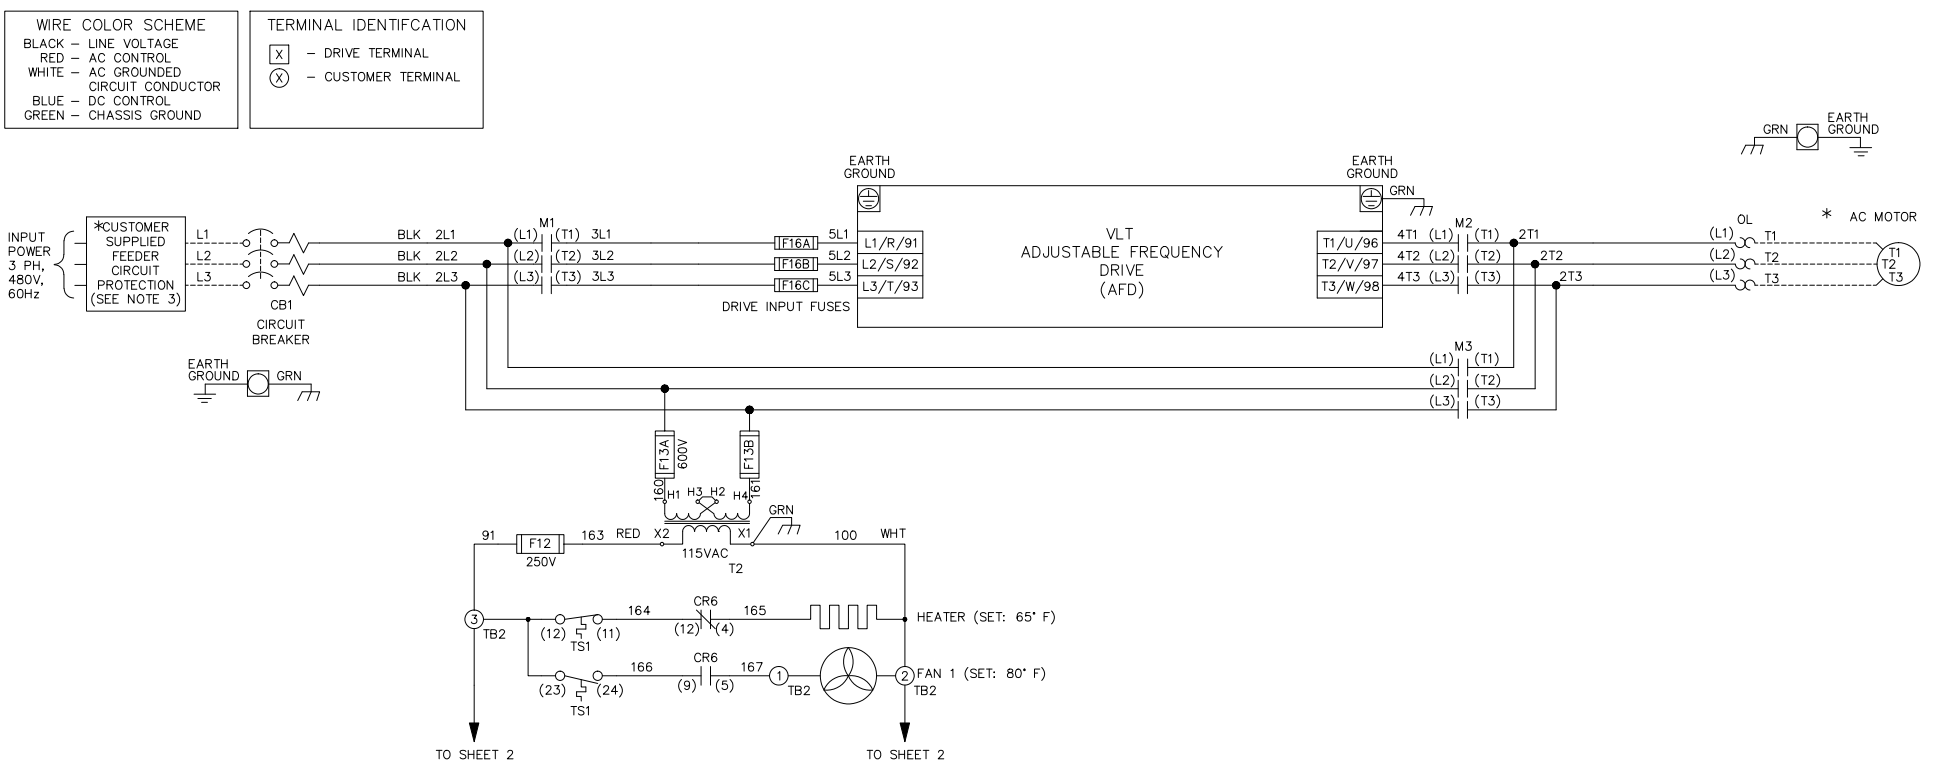 WIRE COLOR SCHEME
BLACK – LINE VOLTAGE
RED – AC CONTROL
WHITE – AC GROUNDED
CIRCUIT CONDUCTOR
BLUE – DC CONTROL
GREEN – CHASSIS GROUND
TERMINAL IDENTIFCATION
X – DRIVE TERMINAL
X – CUSTOMER TERMINAL
INPUT
POWER
3 PH,
480V,
60Hz
*CUSTOMER
SUPPLIED
FEEDER
CIRCUIT
PROTECTION
(SEE NOTE 3)
L1
L2
L3
CB1
CIRCUIT
BREAKER
BLK 2L1
BLK 2L2
BLK 2L3
M1
(L1) (T1) 3L1
(L2) (T2) 3L2
(L3) (T3) 3L3
F16A
F16B
F16C
DRIVE INPUT FUSES
5L1
5L2
5L3
EARTH
GROUND
L1/R/91
L2/S/92
L3/T/93
VLT
ADJUSTABLE FREQUENCY
DRIVE
(AFD)
EARTH
GROUND
GRN
T1/U/96
T2/V/97
T3/W/98
4T1 (L1) M2 (T1) 2T1
4T2 (L2) (T2) 2T2
4T3 (L3) (T3) 2T3
GRN
EARTH
GROUND
OL
(L1) T1
(L2) T2
(L3) T3
* AC MOTOR
T1
T2
T3
EARTH
GROUND
GRN
M3
(L1) (T1)
(L2) (T2)
(L3) (T3)
F13A
600V
F13B
160
161
H1 H3 H2 H4
GRN
91
F12
250V
163 RED X2
X1
115VAC
T2
100 WHT
3
TB2
(12) (11)
TS1
164
CR6
(12) (4)
165
HEATER (SET: 65° F)
(23) (24)
TS1
166
CR6
(9) (5)
167
1
TB2
2
TB2
FAN 1 (SET: 80° F)
TO SHEET 2
TO SHEET 2